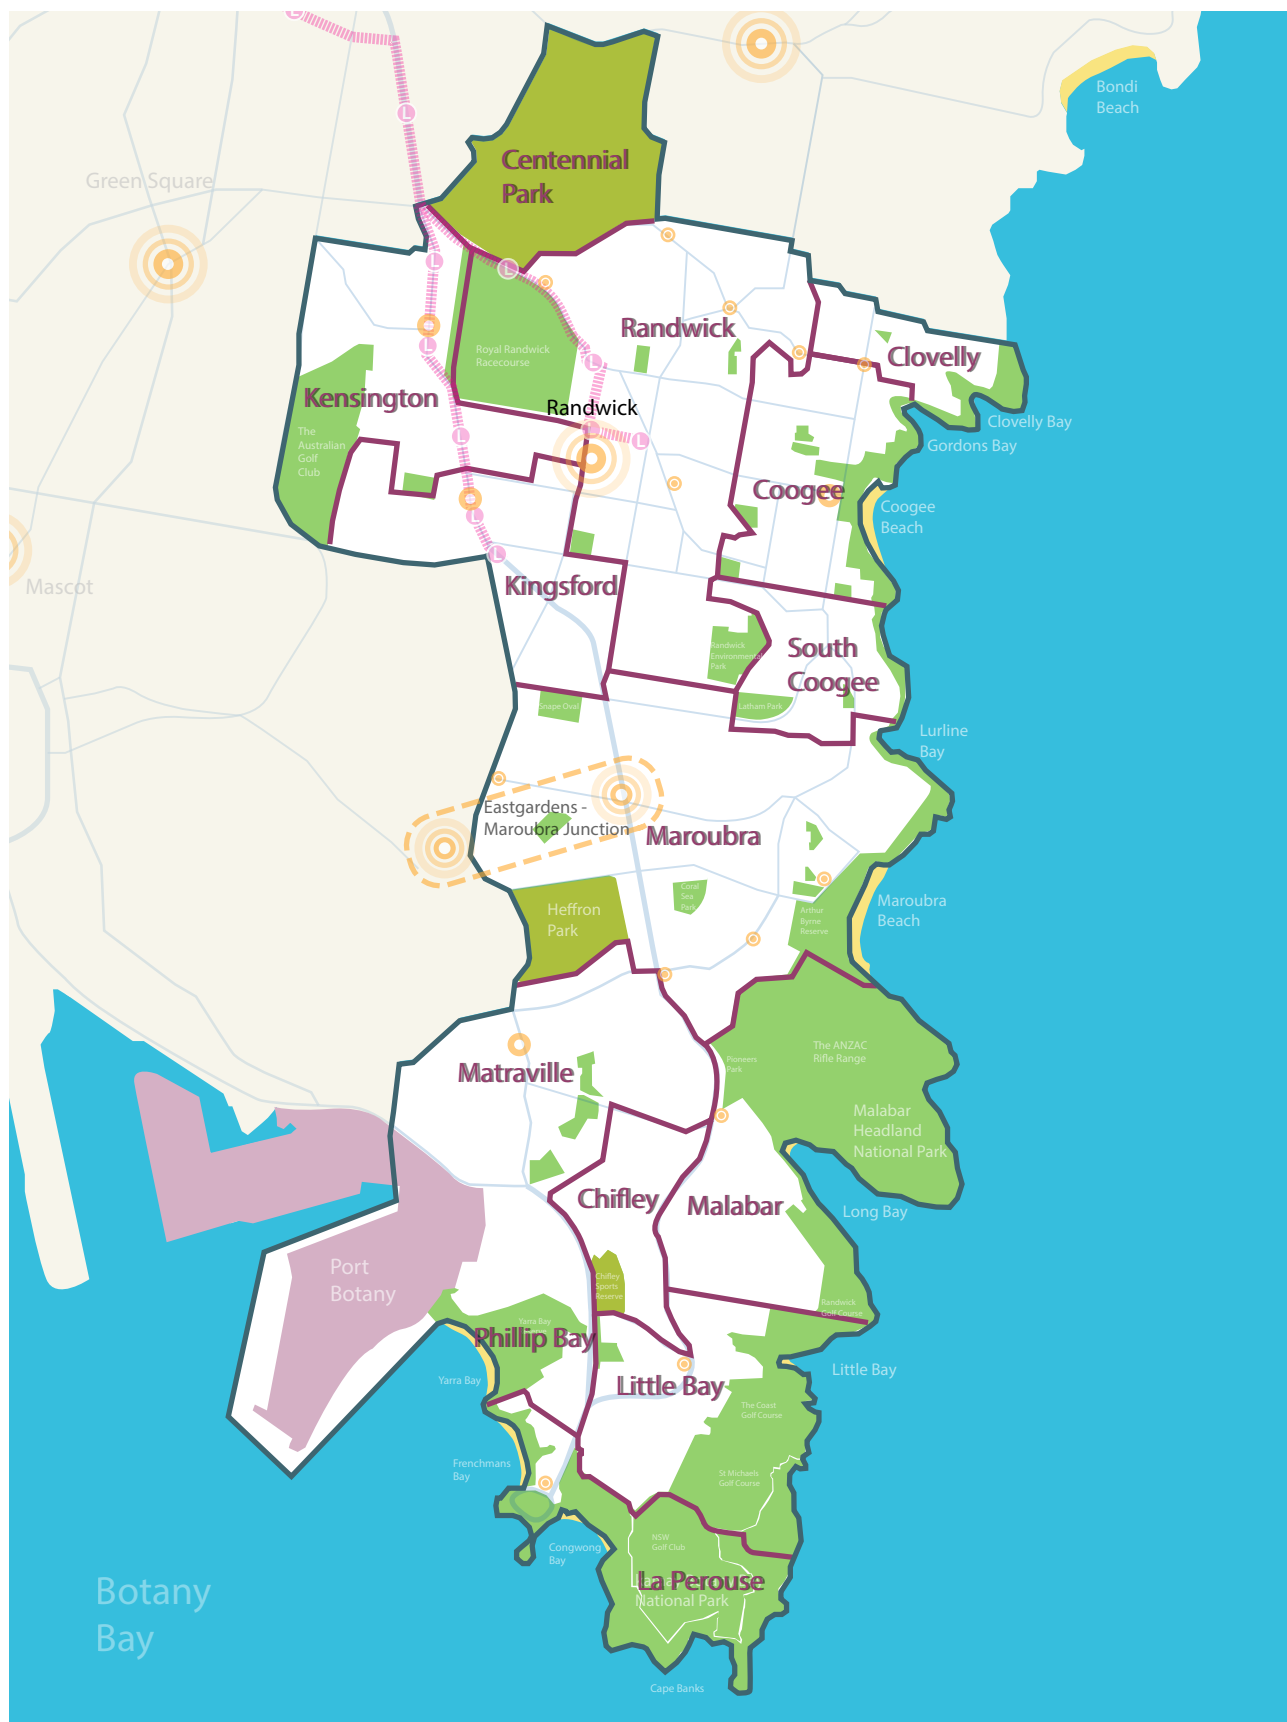 Bondi
Beach
Centennial
Park
Green Square
Randwick
Royal Randwick
Racecourse
Clovelly
Kensington
Randwick
Clovelly Bay
The
Australian
Golf
Club
Gordons Bay
Coogee
Coogee
Beach
Mascot
Kingsford
Randwick
Environmental
Park
South
Coogee
Snape Oval
Latham Park
Lurline
Bay
Eastgardens -
Maroubra Junction
Maroubra
Coral
Sea
Park
Heffron
Park
Arthur
Byrne
Reserve
Maroubra
Beach
The ANZAC
Rifle Range
Pioneers
Park
Matraville
Malabar
Headland
National Park
Chifley
Malabar
Long Bay
Port
Botany
Chifley
Sports
Reserve
Randwick
Golf Course
Yarra Bay
Phillip Bay
Little Bay
Little Bay
Yarra Bay
The Coast
Golf Course
Frenchmans
Bay
St Michaels
Golf Course
NSW
Golf Club
Congwong
Bay
La Perouse
National Park
Botany
Bay
Cape Banks
L
L
L
L
L
L
L
L
L
L
L